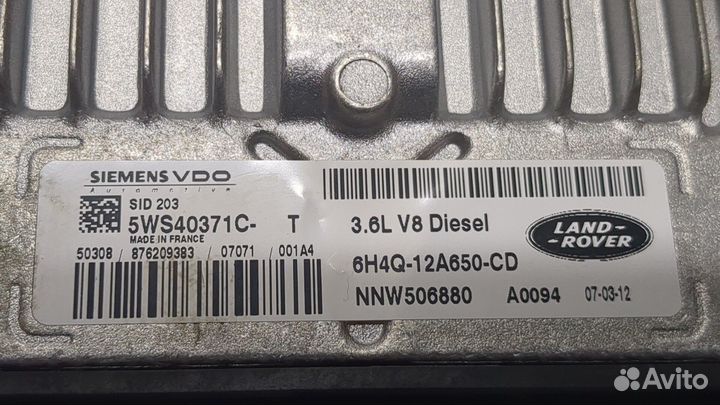 SIEMENS VDO
Automotive
SID 203
5WS40371C- T
MADE IN FRANCE
50308 / 876209383 / 07071 / 001A4
3.6L V8 Diesel
6H4Q-12A650-CD
NNW506880 A0094 07-03-12
LAND-
-ROVER
Avito